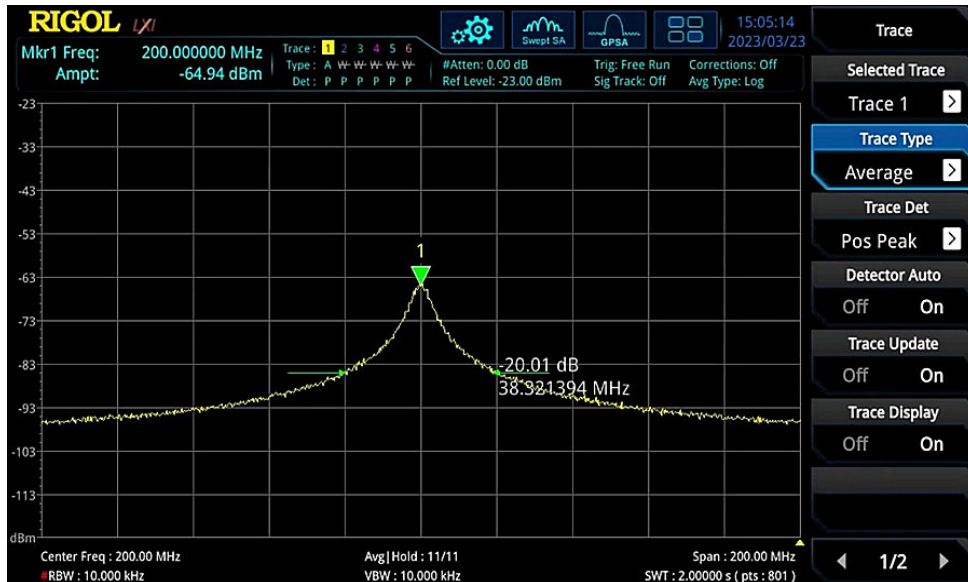 RIGOL LXI
Mkr1 Freq: 200.000000 MHz
Ampt: -64.94 dBm
Trace : 1 2 3 4 5 6
Type : A W W W W W
Det : P P P P P P
Swept SA
GPSA
15:05:14
2023/03/23
#Atten: 0.00 dB Trig: Free Run Corrections: Off
Ref Level: -23.00 dBm Sig Track: Off Avg Type: Log
-23
-33
-43
-53
-63
-73
-83
-93
-103
-113
dBm
1
-20.01 dB
38.321394 MHz
Center Freq : 200.00 MHz Avg|Hold : 11/11 Span : 200.00 MHz
#RBW : 10.000 kHz VBW : 10.000 kHz SWT : 2.00000 s ( pts : 801 )
Trace
Selected Trace
Trace 1
Trace Type
Average
Trace Det
Pos Peak
Detector Auto
Off On
Trace Update
Off On
Trace Display
Off On
1/2